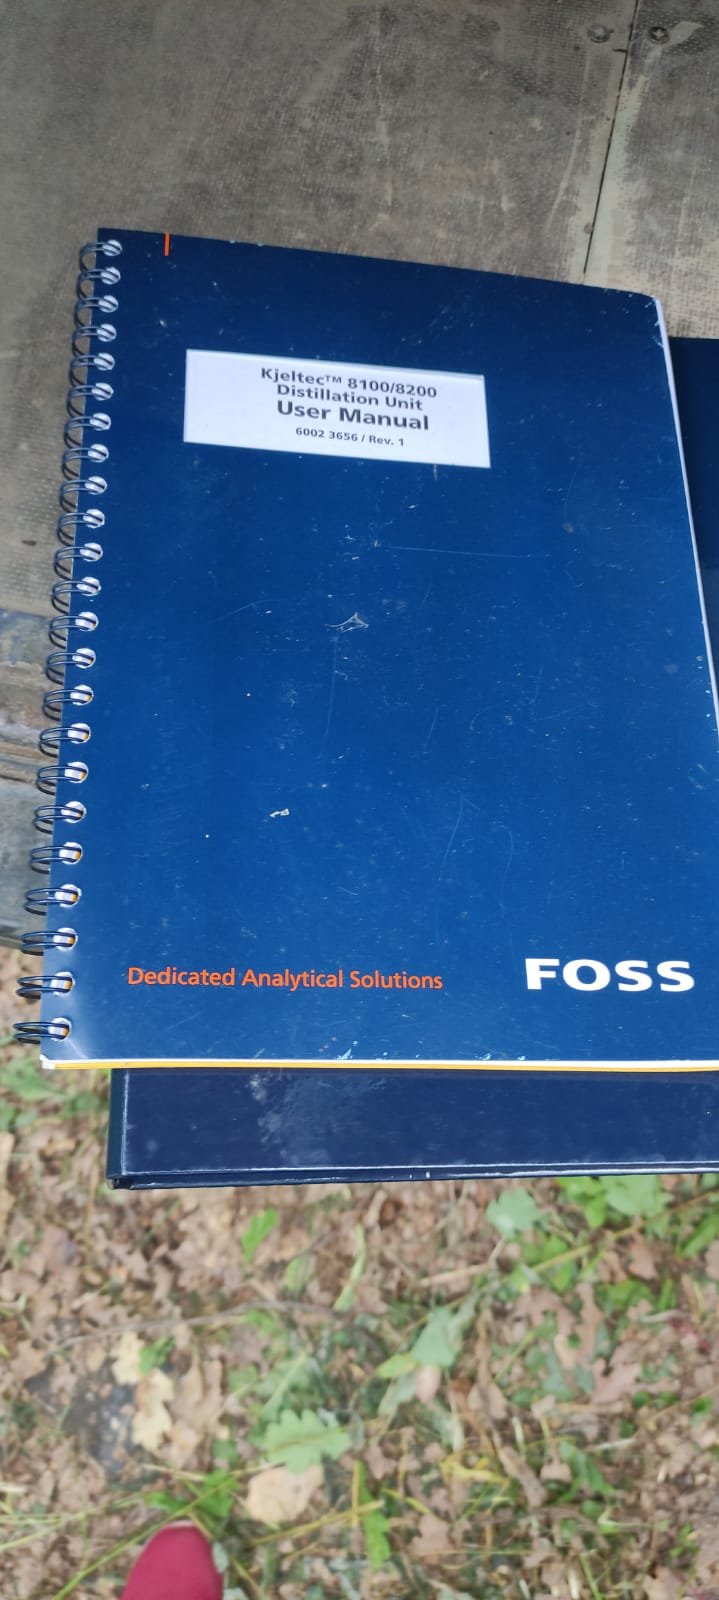 Kjeltec™ 8100/8200
Distillation Unit
User Manual
6002 3656 / Rev. 1
Dedicated Analytical Solutions
FOSS